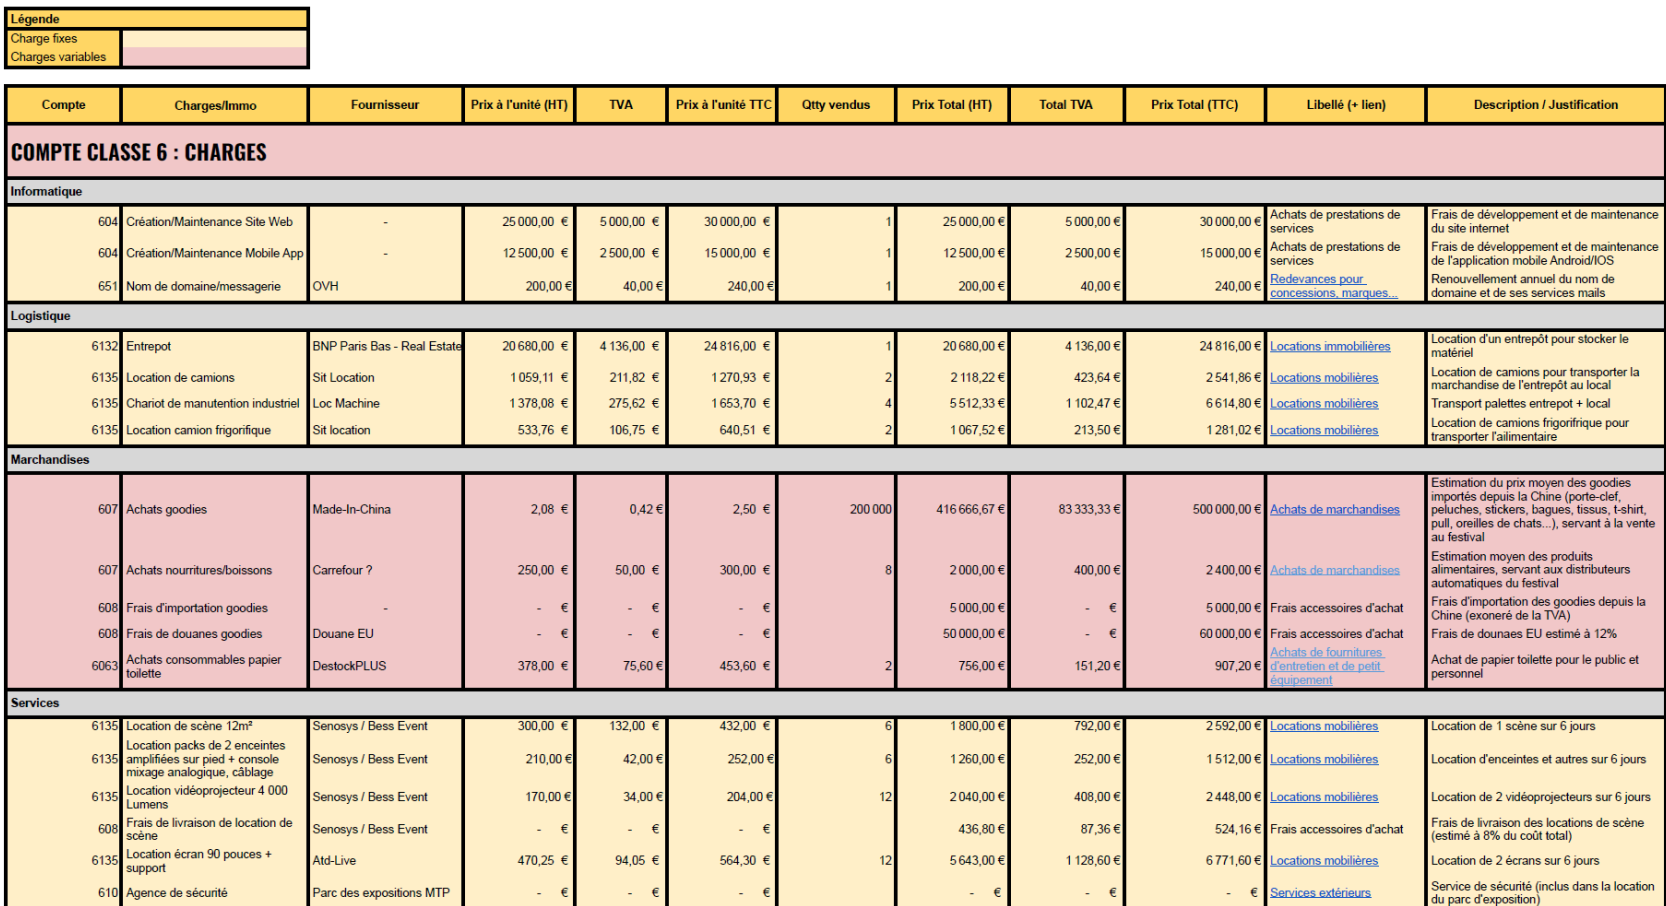 Légende
Charge fixes
Charges variables
Compte Charges/Immo Fournisseur Prix à l'unité (HT) TVA Prix à l'unité TTC Qtty vendus Prix Total (HT) Total TVA Prix Total (TTC) Libellé (+ lien) Description / Justification
COMPTE CLASSE 6 : CHARGES
Informatique
604 Création/Maintenance Site Web - 25 000,00 € 5 000,00 € 30 000,00 € 1 25 000,00 € 5 000,00 € 30 000,00 € Achats de prestations de services Frais de développement et de maintenance du site internet
604 Création/Maintenance Mobile App - 12 500,00 € 2 500,00 € 15 000,00 € 1 12 500,00 € 2 500,00 € 15 000,00 € Achats de prestations de services Frais de développement et de maintenance de l'application mobile Android/IOS
651 Nom de domaine/messagerie OVH 200,00 € 40,00 € 240,00 € 1 200,00 € 40,00 € 240,00 € Redevances pour concessions, marques... Renouvellement annuel du nom de domaine et de ses services mails
Logistique
6132 Entrepot BNP Paris Bas - Real Estate 20 680,00 € 4 136,00 € 24 816,00 € 1 20 680,00 € 4 136,00 € 24 816,00 € Locations immobilières Location d'un entrepôt pour stocker le matériel
6135 Location de camions Sit Location 1 059,11 € 211,82 € 1 270,93 € 2 2 118,22 € 423,64 € 2 541,86 € Locations mobilières Location de camions pour transporter la marchandise de l'entrepôt au local
6135 Chariot de manutention industriel Loc Machine 1 378,08 € 275,62 € 1 653,70 € 4 5 512,33 € 1 102,47 € 6 614,80 € Locations mobilières Transport palettes entrepot + local
6135 Location camion frigorifique Sit location 533,76 € 106,75 € 640,51 € 2 1 067,52 € 213,50 € 1 281,02 € Locations mobilières Location de camions frigorifrique pour transporter l'ailimentaire
Marchandises
607 Achats goodies Made-In-China 2,08 € 0,42 € 2,50 € 200 000 416 666,67 € 83 333,33 € 500 000,00 € Achats de marchandises Estimation du prix moyen des goodies importés depuis la Chine (porte-clef, peluches, stickers, bagues, tissus, t-shirt, pull, oreilles de chats...), servant à la vente au festival
607 Achats nourritures/boissons Carrefour ? 250,00 € 50,00 € 300,00 € 8 2 000,00 € 400,00 € 2 400,00 € Achats de marchandises Estimation moyen des produits alimentaires, servant aux distributeurs automatiques du festival
608 Frais d'importation goodies - - € - € - € 5 000,00 € - € 5 000,00 € Frais accessoires d'achat Frais d'importation des goodies depuis la Chine (exoneré de la TVA)
608 Frais de douanes goodies Douane EU - € - € - € 50 000,00 € - € 60 000,00 € Frais accessoires d'achat Frais de dounaes EU estimé à 12%
6063 Achats consommables papier toilette DestockPLUS 378,00 € 75,60 € 453,60 € 2 756,00 € 151,20 € 907,20 € Achats de fournitures d'entretien et de petit équipement Achat de papier toilette pour le public et personnel
Services
6135 Location de scène 12m² Senosys / Bess Event 300,00 € 132,00 € 432,00 € 6 1 800,00 € 792,00 € 2 592,00 € Locations mobilières Location de 1 scène sur 6 jours
6135 Location packs de 2 enceintes amplifiées sur pied + console mixage analogique, câblage Senosys / Bess Event 210,00 € 42,00 € 252,00 € 6 1 260,00 € 252,00 € 1 512,00 € Locations mobilières Location d'enceintes et autres sur 6 jours
6135 Location vidéoprojecteur 4 000 Lumens Senosys / Bess Event 170,00 € 34,00 € 204,00 € 12 2 040,00 € 408,00 € 2 448,00 € Locations mobilières Location de 2 vidéoprojecteurs sur 6 jours
608 Frais de livraison de location de scène Senosys / Bess Event - € - € - € 436,80 € 87,36 € 524,16 € Frais accessoires d'achat Frais de livraison des locations de scène (estimé à 8% du coût total)
6135 Location écran 90 pouces + support Atd-Live 470,25 € 94,05 € 564,30 € 12 5 643,00 € 1 128,60 € 6 771,60 € Locations mobilières Location de 2 écrans sur 6 jours
610 Agence de sécurité Parc des expositions MTP - € - € - € - € - € - € Services extérieurs Service de sécurité (inclus dans la location du parc d'exposition)